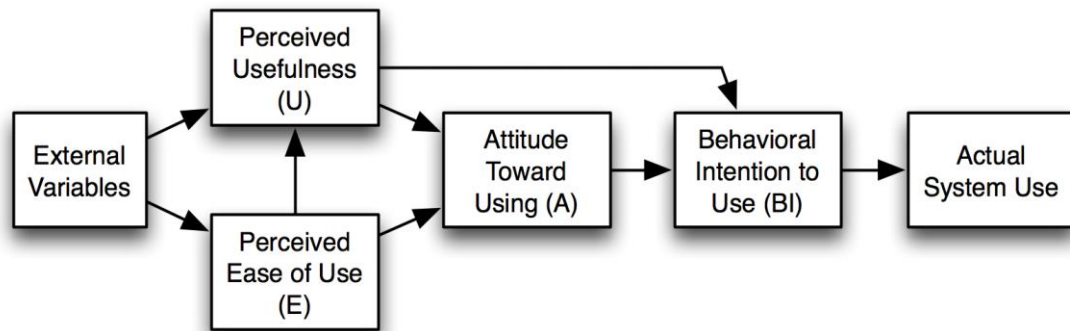 External
Variables
Perceived
Usefulness
(U)
Perceived
Ease of Use
(E)
Attitude
Toward
Using (A)
Behavioral
Intention to
Use (BI)
Actual
System Use